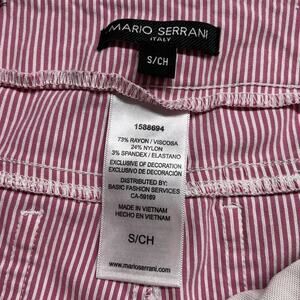 MARIO SERRANI
ITALY
S/CH
1588694
73% RAYON / VISCOSA
24% NYLON
3% SPANDEX / ELASTANO
EXCLUSIVE OF DECORATION
EXCLUSIVO DE DECORACIÓN
DISTRIBUTED BY:
BASIC FASHION SERVICES
CA-59169
MADE IN VIETNAM
HECHO EN VIETNAM
S/CH
www.marioserrani.com